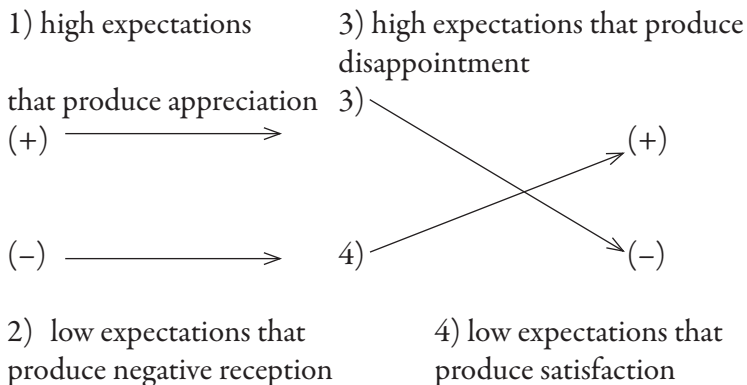 1) high expectations
3) high expectations that produce
disappointment
that produce appreciation
3)
(+)
(+)
(–)
4)
(–)
2) low expectations that
produce negative reception
4) low expectations that
produce satisfaction